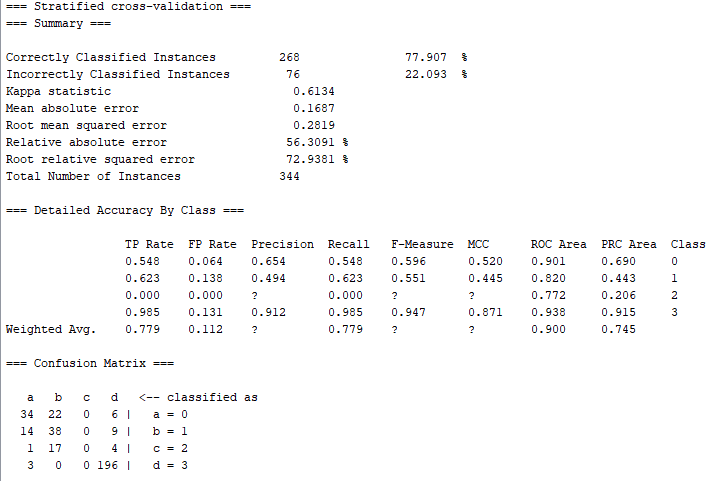 === Stratified cross-validation ===
=== Summary ===
Correctly Classified Instances 268 77.907 %
Incorrectly Classified Instances 76 22.093 %
Kappa statistic 0.6134
Mean absolute error 0.1687
Root mean squared error 0.2819
Relative absolute error 56.3091 %
Root relative squared error 72.9381 %
Total Number of Instances 344
=== Detailed Accuracy By Class ===
TP Rate FP Rate Precision Recall F-Measure MCC ROC Area PRC Area Class
0.548 0.064 0.654 0.548 0.596 0.520 0.901 0.690 0
0.623 0.138 0.494 0.623 0.551 0.445 0.820 0.443 1
0.000 0.000 ? 0.000 ? ? 0.772 0.206 2
0.985 0.131 0.912 0.985 0.947 0.871 0.938 0.915 3
Weighted Avg. 0.779 0.112 ? 0.779 ? ? 0.900 0.745
=== Confusion Matrix ===
a b c d <-- classified as
34 22 0 6 | a = 0
14 38 0 9 | b = 1
1 17 0 4 | c = 2
3 0 0 196 | d = 3